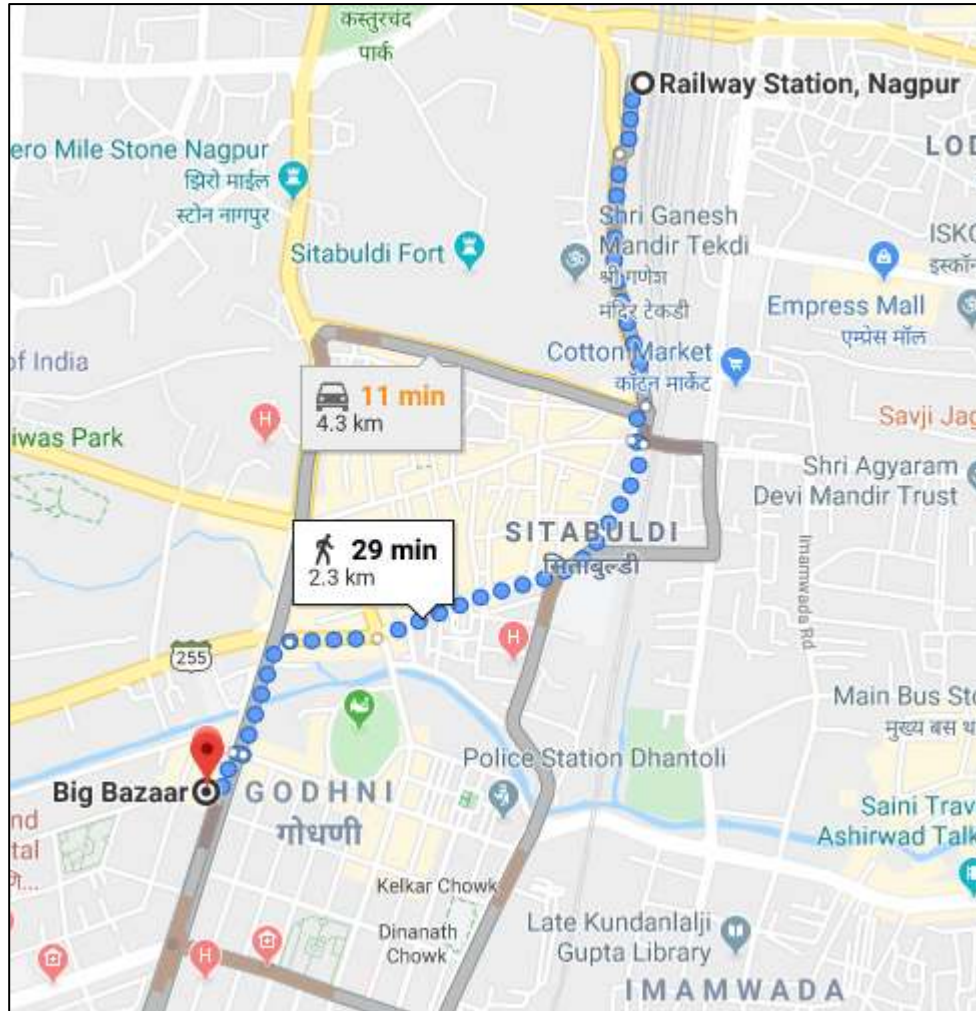 कस्तुरचंद
पार्क
Railway Station, Nagpur
LOD
ero Mile Stone Nagpur
झिरो माईल
स्टोन नागपुर
Sitabuldi Fort
Shri Ganesh
Mandir Tekdi
श्री गणेश
मंदिर टेकडी
ISKC
इस्कॉन
Empress Mall
एम्प्रेस मॉल
Cotton Market
कॉटन मार्केट
of India
11 min
4.3 km
H
iwas Park
Savji Jag
Shri Agyaram
Devi Mandir Trust
SITABULDI
सिताबुल्डी
29 min
2.3 km
Imamwada Rd
H
255
Main Bus Sto
मुख्य बस
Police Station Dhantoli
Big Bazaar
GODHNI
गोधणी
nd
tal
Saini Trav
Ashirwad Talk
Kelkar Chowk
Dinanath
Chowk
H
Late Kundanlalji
Gupta Library
IMAMWADA